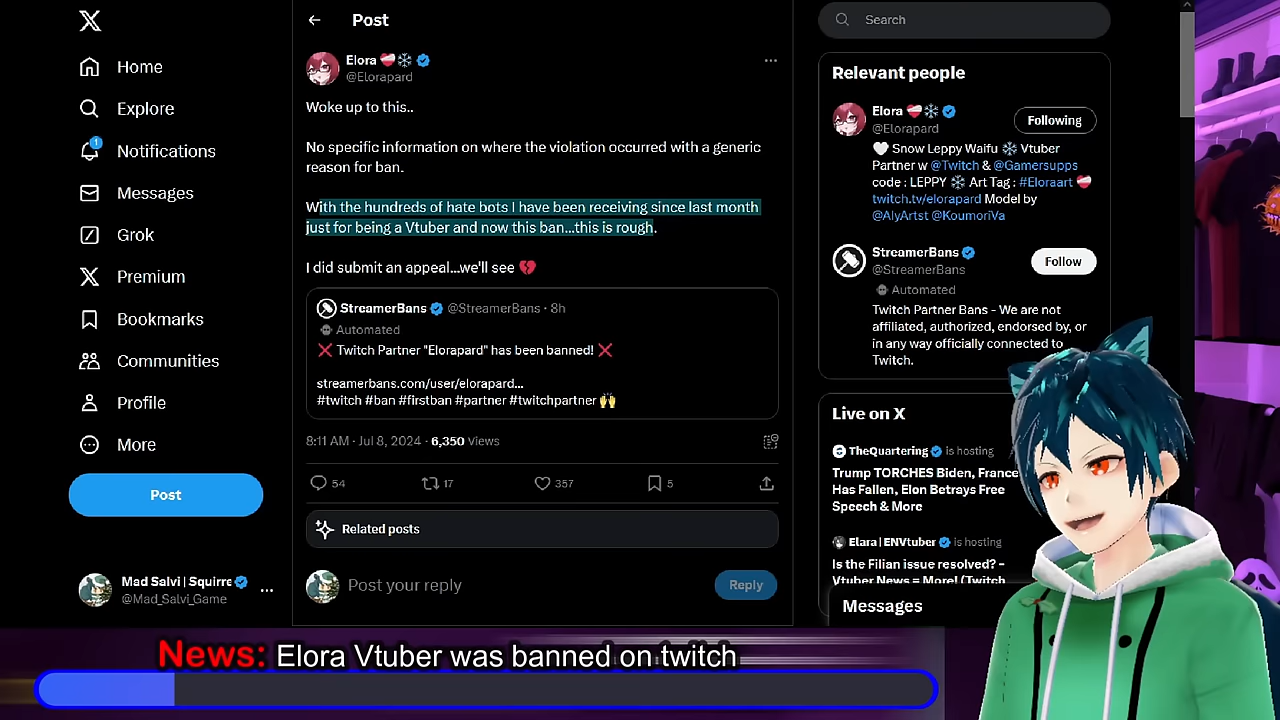 Home
Explore
1
Notifications
Messages
Grok
Premium
Bookmarks
Communities
Profile
More
Post
Mad Salvi | Squirre
@Mad_Salvi_Game
Post
Elora
@Elorapard
Woke up to this..
No specific information on where the violation occurred with a generic
reason for ban.
With the hundreds of hate bots I have been receiving since last month
just for being a Vtuber and now this ban...this is rough.
I did submit an appeal...we'll see 💔
StreamerBans @StreamerBans · 8h
Automated
❌ Twitch Partner "Elorapard" has been banned! ❌
streamerbans.com/user/elorapard…
#twitch #ban #firstban #partner #twitchpartner 🙌
8:11 AM · Jul 8, 2024 · 6,350 Views
54 17 357 5
Related posts
Post your reply
Reply
Search
Relevant people
Elora
@Elorapard
Following
🤍 Snow Leppy Waifu ❄ Vtuber
Partner w @Twitch & @Gamersupps
code : LEPPY ❄ Art Tag : #Eloraart
twitch.tv/elorapard Model by
@AlyArtst @KoumoriVa
StreamerBans
@StreamerBans
Follow
Automated
Twitch Partner Bans - We are not
affiliated, authorized, endorsed by, or
in any way officially connected to
Twitch.
Live on X
TheQuartering is hosting
Trump TORCHES Biden, France
Has Fallen, Elon Betrays Free
Speech & More
Elara | ENVtuber is hosting
Is the Filian issue resolved? -
Vtuber News = More! (Twitch
Messages
News: Elora Vtuber was banned on twitch